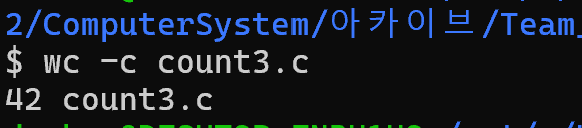 2/ComputerSystem/아카이브/Team_
$ wc -c count3.c
42 count3.c